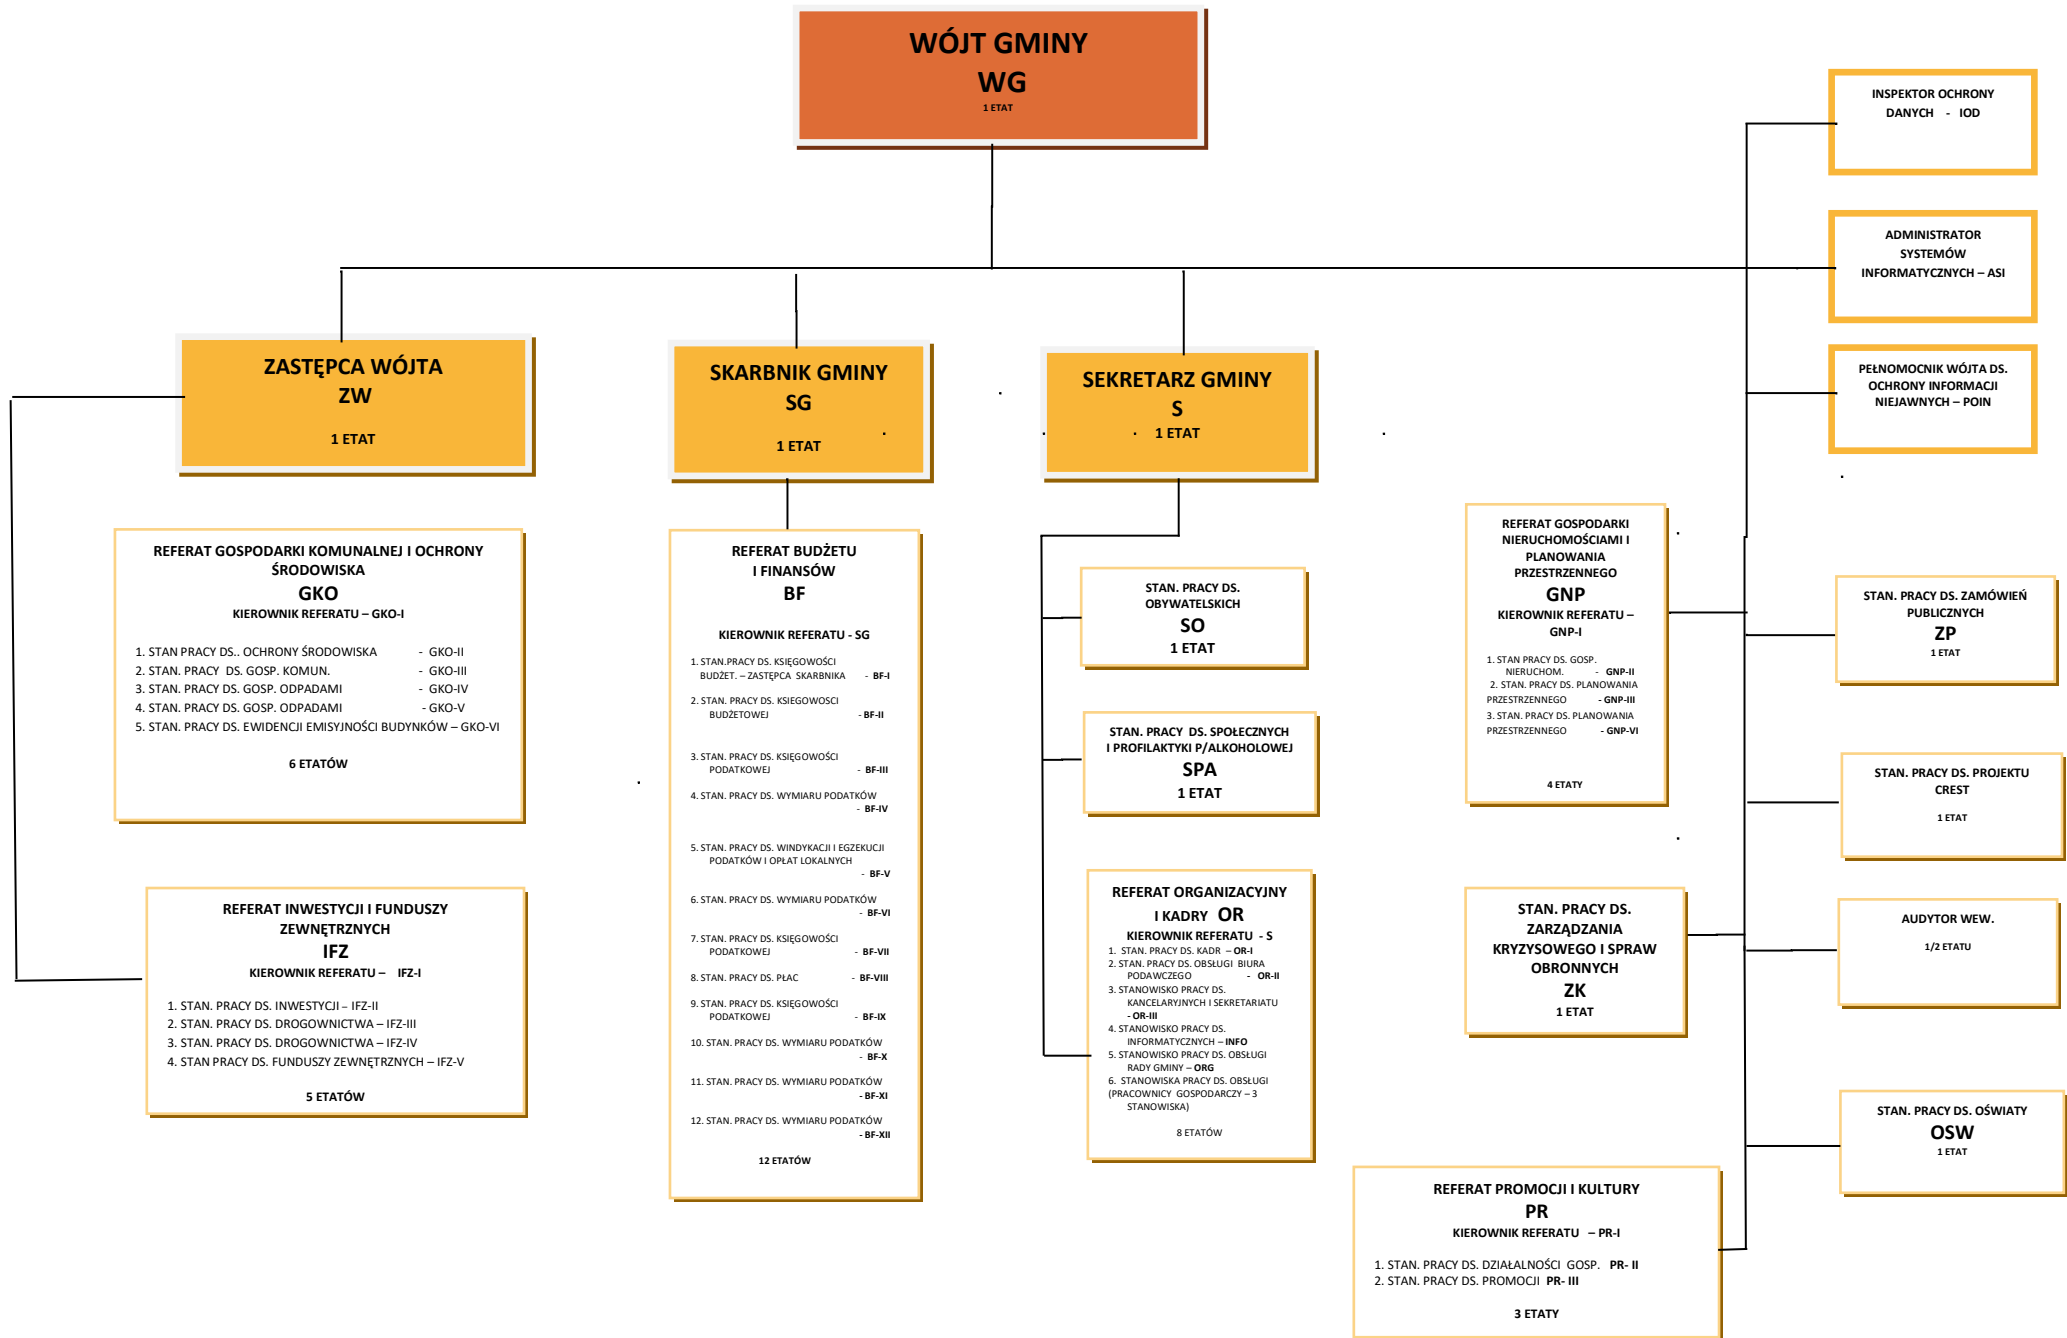 WÓJT GMINY
WG
1 ETAT
INSPEKTOR OCHRONY
DANYCH - IOD
ADMINISTRATOR
SYSTEMÓW
INFORMATYCZNYCH – ASI
PEŁNOMOCNIK WÓJTA DS.
OCHRONY INFORMACJI
NIEJAWNYCH – POIN
ZASTĘPCA WÓJTA
ZW
1 ETAT
SKARBNIK GMINY
SG
1 ETAT
SEKRETARZ GMINY
S
1 ETAT
REFERAT GOSPODARKI KOMUNALNEJ I OCHRONY
ŚRODOWISKA
GKO
KIEROWNIK REFERATU – GKO-I
1. STAN PRACY DS.. OCHRONY ŚRODOWISKA - GKO-II
2. STAN. PRACY DS. GOSP. KOMUN. - GKO-III
3. STAN. PRACY DS. GOSP. ODPADAMI - GKO-IV
4. STAN. PRACY DS. GOSP. ODPADAMI - GKO-V
5. STAN. PRACY DS. EWIDENCJI EMISYJNOŚCI BUDYNKÓW – GKO-VI
6 ETATÓW
REFERAT INWESTYCJI I FUNDUSZY
ZEWNĘTRZNYCH
IFZ
KIEROWNIK REFERATU – IFZ-I
1. STAN. PRACY DS. INWESTYCJI – IFZ-II
2. STAN. PRACY DS. DROGOWNICTWA – IFZ-III
3. STAN. PRACY DS. DROGOWNICTWA – IFZ-IV
4. STAN PRACY DS. FUNDUSZY ZEWNĘTRZNYCH – IFZ-V
5 ETATÓW
REFERAT BUDŻETU
I FINANSÓW
BF
KIEROWNIK REFERATU - SG
1. STAN.PRACY DS. KSIĘGOWOŚCI
BUDŻET. – ZASTĘPCA SKARBNIKA - BF-I
2. STAN. PRACY DS. KSIEGOWOSCI
BUDŻETOWEJ - BF-II
3. STAN. PRACY DS. KSIĘGOWOŚCI
PODATKOWEJ - BF-III
4. STAN. PRACY DS. WYMIARU PODATKÓW
- BF-IV
5. STAN. PRACY DS. WINDYKACJI I EGZEKUCJI
PODATKÓW I OPŁAT LOKALNYCH
- BF-V
6. STAN. PRACY DS. WYMIARU PODATKÓW
- BF-VI
7. STAN. PRACY DS. KSIĘGOWOŚCI
PODATKOWEJ - BF-VII
8. STAN. PRACY DS. PŁAC - BF-VIII
9. STAN. PRACY DS. KSIĘGOWOŚCI
PODATKOWEJ - BF-IX
10. STAN. PRACY DS. WYMIARU PODATKÓW
- BF-X
11. STAN. PRACY DS. WYMIARU PODATKÓW
- BF-XI
12. STAN. PRACY DS. WYMIARU PODATKÓW
- BF-XII
12 ETATÓW
STAN. PRACY DS.
OBYWATELSKICH
SO
1 ETAT
STAN. PRACY DS. SPOŁECZNYCH
I PROFILAKTYKI P/ALKOHOLOWEJ
SPA
1 ETAT
REFERAT ORGANIZACYJNY
I KADRY OR
KIEROWNIK REFERATU - S
1. STAN. PRACY DS. KADR – OR-I
2. STAN. PRACY DS. OBSŁUGI BIURA
PODAWCZEGO - OR-II
3. STANOWISKO PRACY DS.
KANCELARYJNYCH I SEKRETARIATU
- OR-III
4. STANOWISKO PRACY DS.
INFORMATYCZNYCH – INFO
5. STANOWISKO PRACY DS. OBSŁUGI
RADY GMINY – ORG
6. STANOWISKA PRACY DS. OBSŁUGI
(PRACOWNICY GOSPODARCZY – 3
STANOWISKA)
8 ETATÓW
REFERAT GOSPODARKI
NIERUCHOMOŚCIAMI I
PLANOWANIA
PRZESTRZENNEGO
GNP
KIEROWNIK REFERATU –
GNP-I
1. STAN PRACY DS. GOSP.
NIERUCHOM. - GNP-II
2. STAN. PRACY DS. PLANOWANIA
PRZESTRZENNEGO - GNP-III
3. STAN. PRACY DS. PLANOWANIA
PRZESTRZENNEGO - GNP-VI
4 ETATY
STAN. PRACY DS.
ZARZĄDZANIA
KRYZYSOWEGO I SPRAW
OBRONNYCH
ZK
1 ETAT
REFERAT PROMOCJI I KULTURY
PR
KIEROWNIK REFERATU – PR-I
1. STAN. PRACY DS. DZIAŁALNOŚCI GOSP. PR- II
2. STAN. PRACY DS. PROMOCJI PR- III
3 ETATY
STAN. PRACY DS. ZAMÓWIEŃ
PUBLICZNYCH
ZP
1 ETAT
STAN. PRACY DS. PROJEKTU
CREST
1 ETAT
AUDYTOR WEW.
1/2 ETATU
STAN. PRACY DS. OŚWIATY
OSW
1 ETAT